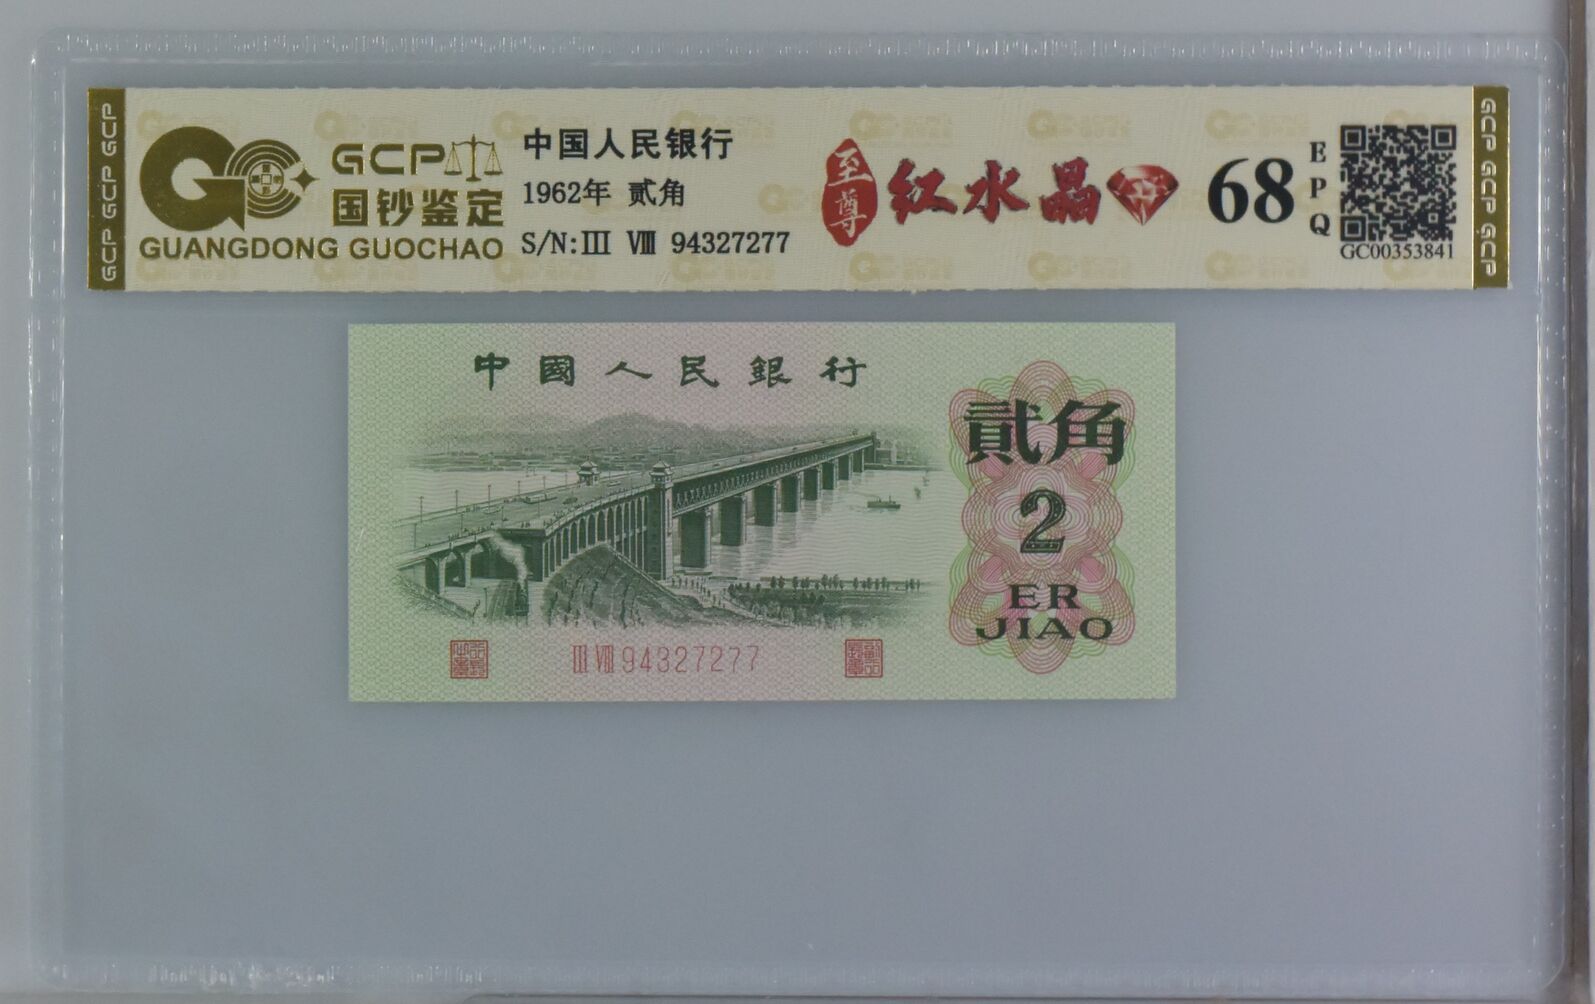 GCP GCP GCP
GCP
国钞鉴定
GUANGDONG GUOCHAO
中国人民银行
1962年 贰角
S/N:III VIII 94327277
至尊
红水晶
68
EPQ
GC00353841
GCP GCP GCP
中國人民銀行
貳角
2
ER
JIAO
III VIII 94327277